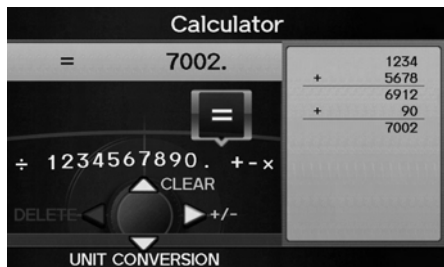 Calculator
= 7002.
1234
+ 5678
6912
+ 90
7002
=
÷ 1234567890. +-×
CLEAR
DELETE +/-
UNIT CONVERSION